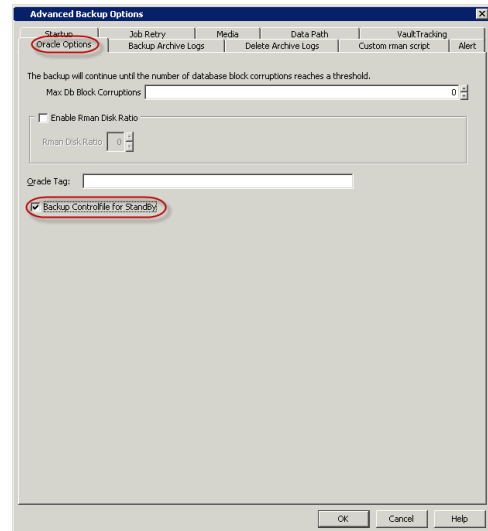 Advanced Backup Options
Startup Job Retry Media Data Path VaultTracking
Oracle Options Backup Archive Logs Delete Archive Logs Custom rman script Alert
The backup will continue until the number of database block corruptions reaches a threshold.
Max Db Block Corruptions 0
Enable Rman Disk Ratio
Rman Disk Ratio 0
Oracle Tag:
Backup Controlfile for StandBy
OK Cancel Help